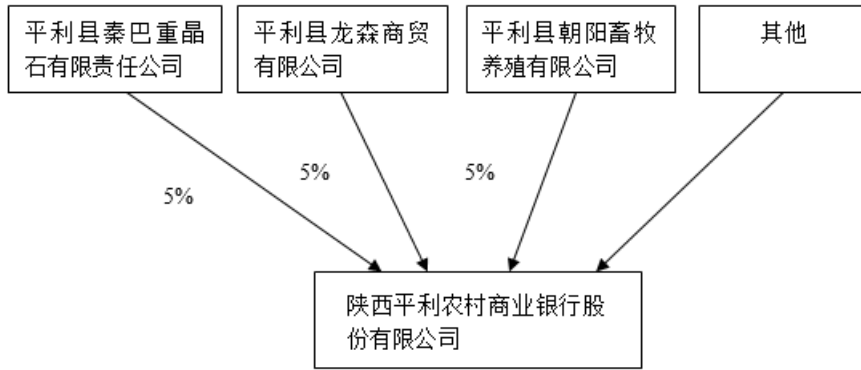 平利县秦巴重晶
石有限责任公司
平利县龙森商贸
有限公司
平利县朝阳畜牧
养殖有限公司
其他
5%
5%
5%
陕西平利农村商业银行股
份有限公司